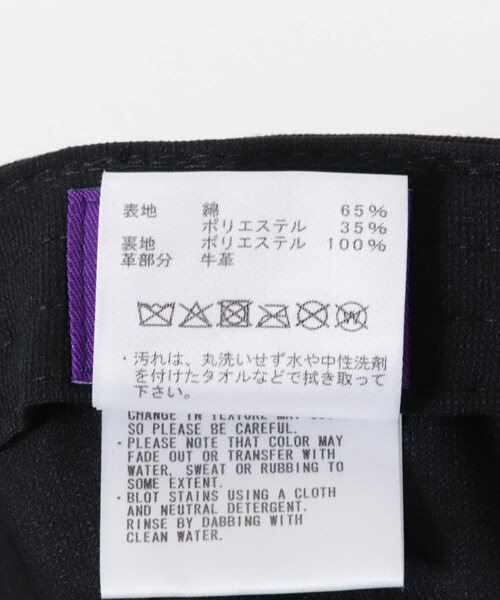 表地 綿 65%
ポリエステル 35%
裏地 ポリエステル 100%
革部分 牛革
・汚れは、丸洗いせず水や中性洗剤
を付けたタオルなどで拭き取って
下さい。
CHANGE IN TEXTURE MAY
SO PLEASE BE CAREFUL.
・PLEASE NOTE THAT COLOR MAY
FADE OUT OR TRANSFER WITH
WATER, SWEAT OR RUBBING TO
SOME EXTENT.
・BLOT STAINS USING A CLOTH
AND NEUTRAL DETERGENT.
RINSE BY DABBING WITH
CLEAN WATER.